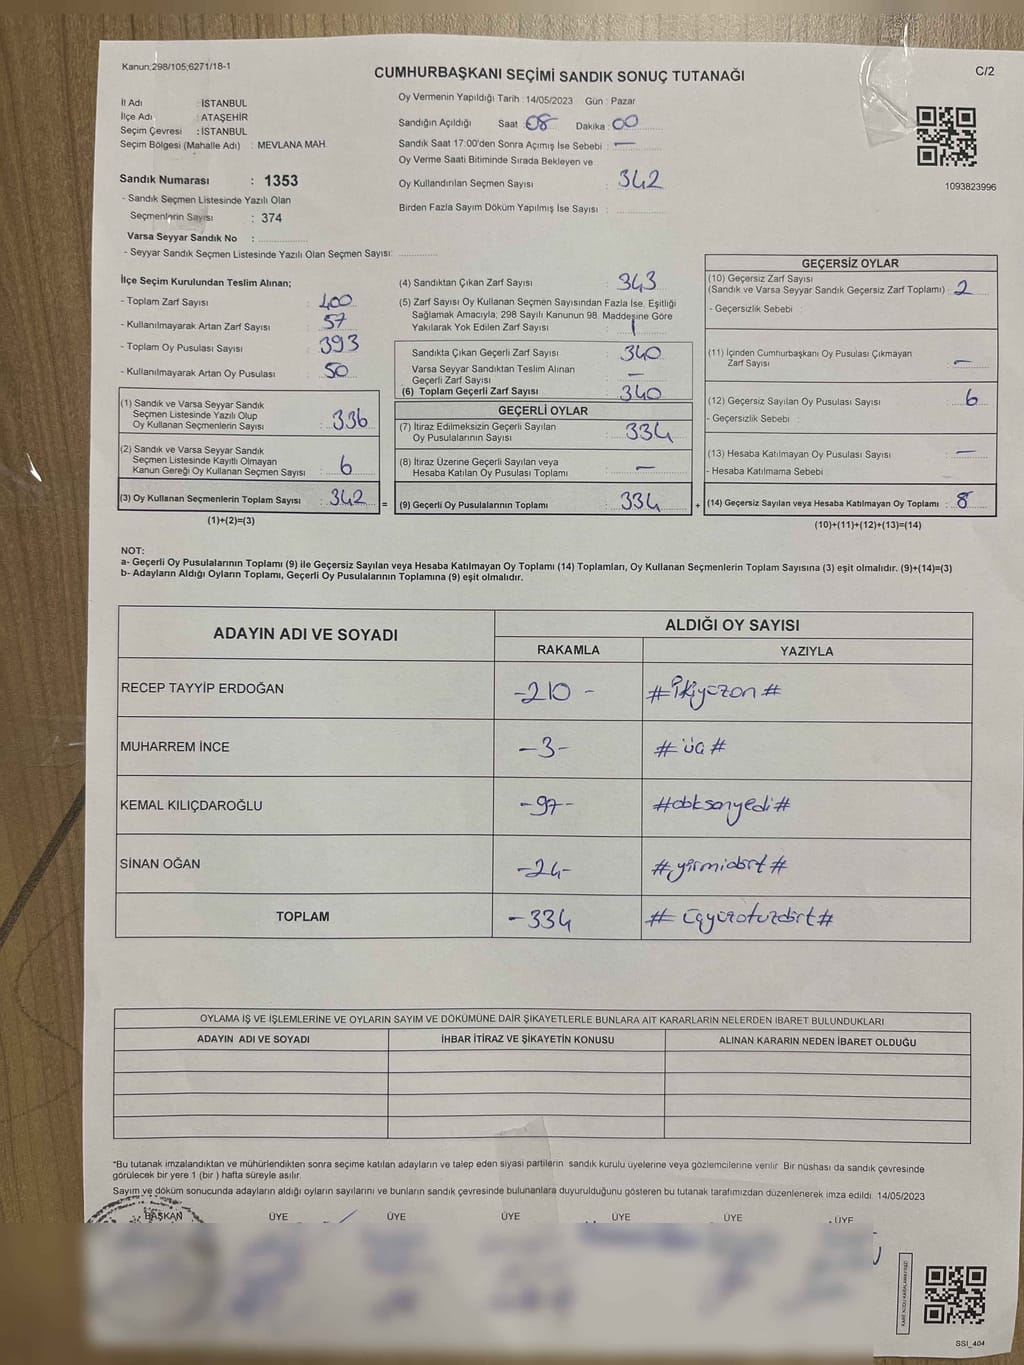 Kanun:298/105;6271/18-1
CUMHURBAŞKANI SEÇİMİ SANDIK SONUÇ TUTANAĞI
C/2
İl Adı : İSTANBUL
İlçe Adı : ATAŞEHİR
Seçim Çevresi : İSTANBUL
Seçim Bölgesi (Mahalle Adı) : MEVLANA MAH.
Oy Vermenin Yapıldığı Tarih : 14/05/2023 Gün : Pazar
Sandığın Açıldığı Saat : 08 Dakika : 00
Sandık Saat 17:00'den Sonra Açımış İse Sebebi : —
Oy Verme Saati Bitiminde Sırada Bekleyen ve
Oy Kullandırılan Seçmen Sayısı : 342
Birden Fazla Sayım Döküm Yapılmış İse Sayısı :
1093823996
Sandık Numarası : 1353
- Sandık Seçmen Listesinde Yazılı Olan
Seçmenlerin Sayısı : 374
Varsa Seyyar Sandık No :
- Seyyar Sandık Seçmen Listesinde Yazılı Olan Seçmen Sayısı:
İlçe Seçim Kurulundan Teslim Alınan;
- Toplam Zarf Sayısı : 400
- Kullanılmayarak Artan Zarf Sayısı : 57
- Toplam Oy Pusulası Sayısı : 393
- Kullanılmayarak Artan Oy Pusulası : 50
(1) Sandık ve Varsa Seyyar Sandık
Seçmen Listesinde Yazılı Olup
Oy Kullanan Seçmenlerin Sayısı : 336
(2) Sandık ve Varsa Seyyar Sandık
Seçmen Listesinde Kayıtlı Olmayan
Kanun Gereği Oy Kullanan Seçmen Sayısı : 6
(3) Oy Kullanan Seçmenlerin Toplam Sayısı : 342 =
(1)+(2)=(3)
(4) Sandıktan Çıkan Zarf Sayısı : 343
(5) Zarf Sayısı Oy Kullanan Seçmen Sayısından Fazla İse, Eşitliği
Sağlamak Amacıyla; 298 Sayılı Kanunun 98. Maddesine Göre
Yakılarak Yok Edilen Zarf Sayısı : 1
Sandıkta Çıkan Geçerli Zarf Sayısı : 340
Varsa Seyyar Sandıktan Teslim Alınan
Geçerli Zarf Sayısı : —
(6) Toplam Geçerli Zarf Sayısı : 340
GEÇERLİ OYLAR
(7) İtiraz Edilmeksizin Geçerli Sayılan
Oy Pusulalarının Sayısı : 334
(8) İtiraz Üzerine Geçerli Sayılan veya
Hesaba Katılan Oy Pusulası Toplamı : —
(9) Geçerli Oy Pusulalarının Toplamı : 334 +
GEÇERSİZ OYLAR
(10) Geçersiz Zarf Sayısı
(Sandık ve Varsa Seyyar Sandık Geçersiz Zarf Toplamı) : 2
- Geçersizlik Sebebi :
(11) İçinden Cumhurbaşkanı Oy Pusulası Çıkmayan
Zarf Sayısı : —
(12) Geçersiz Sayılan Oy Pusulası Sayısı : 6
- Geçersizlik Sebebi :
(13) Hesaba Katılmayan Oy Pusulası Sayısı : —
- Hesaba Katılmama Sebebi :
(14) Geçersiz Sayılan veya Hesaba Katılmayan Oy Toplamı : 8
(10)+(11)+(12)+(13)=(14)
NOT:
a- Geçerli Oy Pusulalarının Toplamı (9) ile Geçersiz Sayılan veya Hesaba Katılmayan Oy Toplamı (14) Toplamları, Oy Kullanan Seçmenlerin Toplam Sayısına (3) eşit olmalıdır. (9)+(14)=(3)
b- Adayların Aldığı Oyların Toplamı, Geçerli Oy Pusulalarının Toplamına (9) eşit olmalıdır.
ADAYIN ADI VE SOYADI
ALDIĞI OY SAYISI
RAKAMLA YAZIYLA
RECEP TAYYİP ERDOĞAN -210- #İkiyüzon#
MUHARREM İNCE -3- #üç#
KEMAL KILIÇDAROĞLU -97- #doksanyedi#
SİNAN OĞAN -24- #yirmidört#
TOPLAM -334 #üçyüzotuzdört#
OYLAMA İŞ VE İŞLEMLERİNE VE OYLARIN SAYIM VE DÖKÜMÜNE DAİR ŞİKAYETLERLE BUNLARA AİT KARARLARIN NELERDEN İBARET BULUNDUKLARI
ADAYIN ADI VE SOYADI İHBAR İTİRAZ VE ŞİKAYETİN KONUSU ALINAN KARARIN NEDEN İBARET OLDUĞU
*Bu tutanak imzalandıktan ve mühürlendikten sonra seçime katılan adayların ve talep eden siyasi partilerin sandık kurulu üyelerine veya gözlemcilerine verilir. Bir nüshası da sandık çevresinde
görülecek bir yere 1 (bir) hafta süreyle asılır.
Sayım ve döküm sonucunda adayların aldığı oyların sayılarını ve bunların sandık çevresinde bulunanlara duyurulduğunu gösteren bu tutanak tarafımızdan düzenlenerek imza edildi. 14/05/2023
BAŞKAN ÜYE ÜYE ÜYE ÜYE ÜYE ÜYE
SSI_404